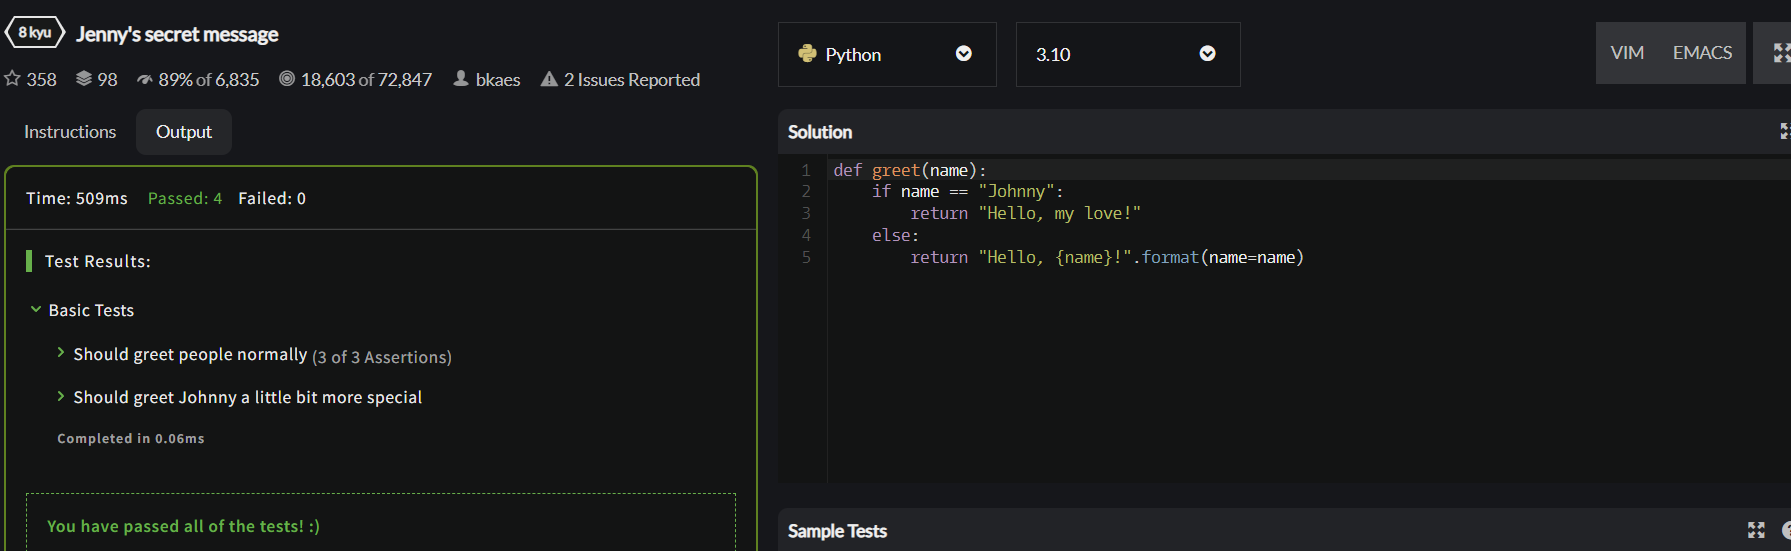 8 kyu Jenny's secret message
358 98 89% of 6,835 18,603 of 72,847 bkaes 2 Issues Reported
Instructions Output
Time: 509ms Passed: 4 Failed: 0
Test Results:
Basic Tests
Should greet people normally (3 of 3 Assertions)
Should greet Johnny a little bit more special
Completed in 0.06ms
You have passed all of the tests! :)
Python 3.10 VIM EMACS
Solution
1 def greet(name):
2     if name == "Johnny":
3         return "Hello, my love!"
4     else:
5         return "Hello, {name}!".format(name=name)
Sample Tests